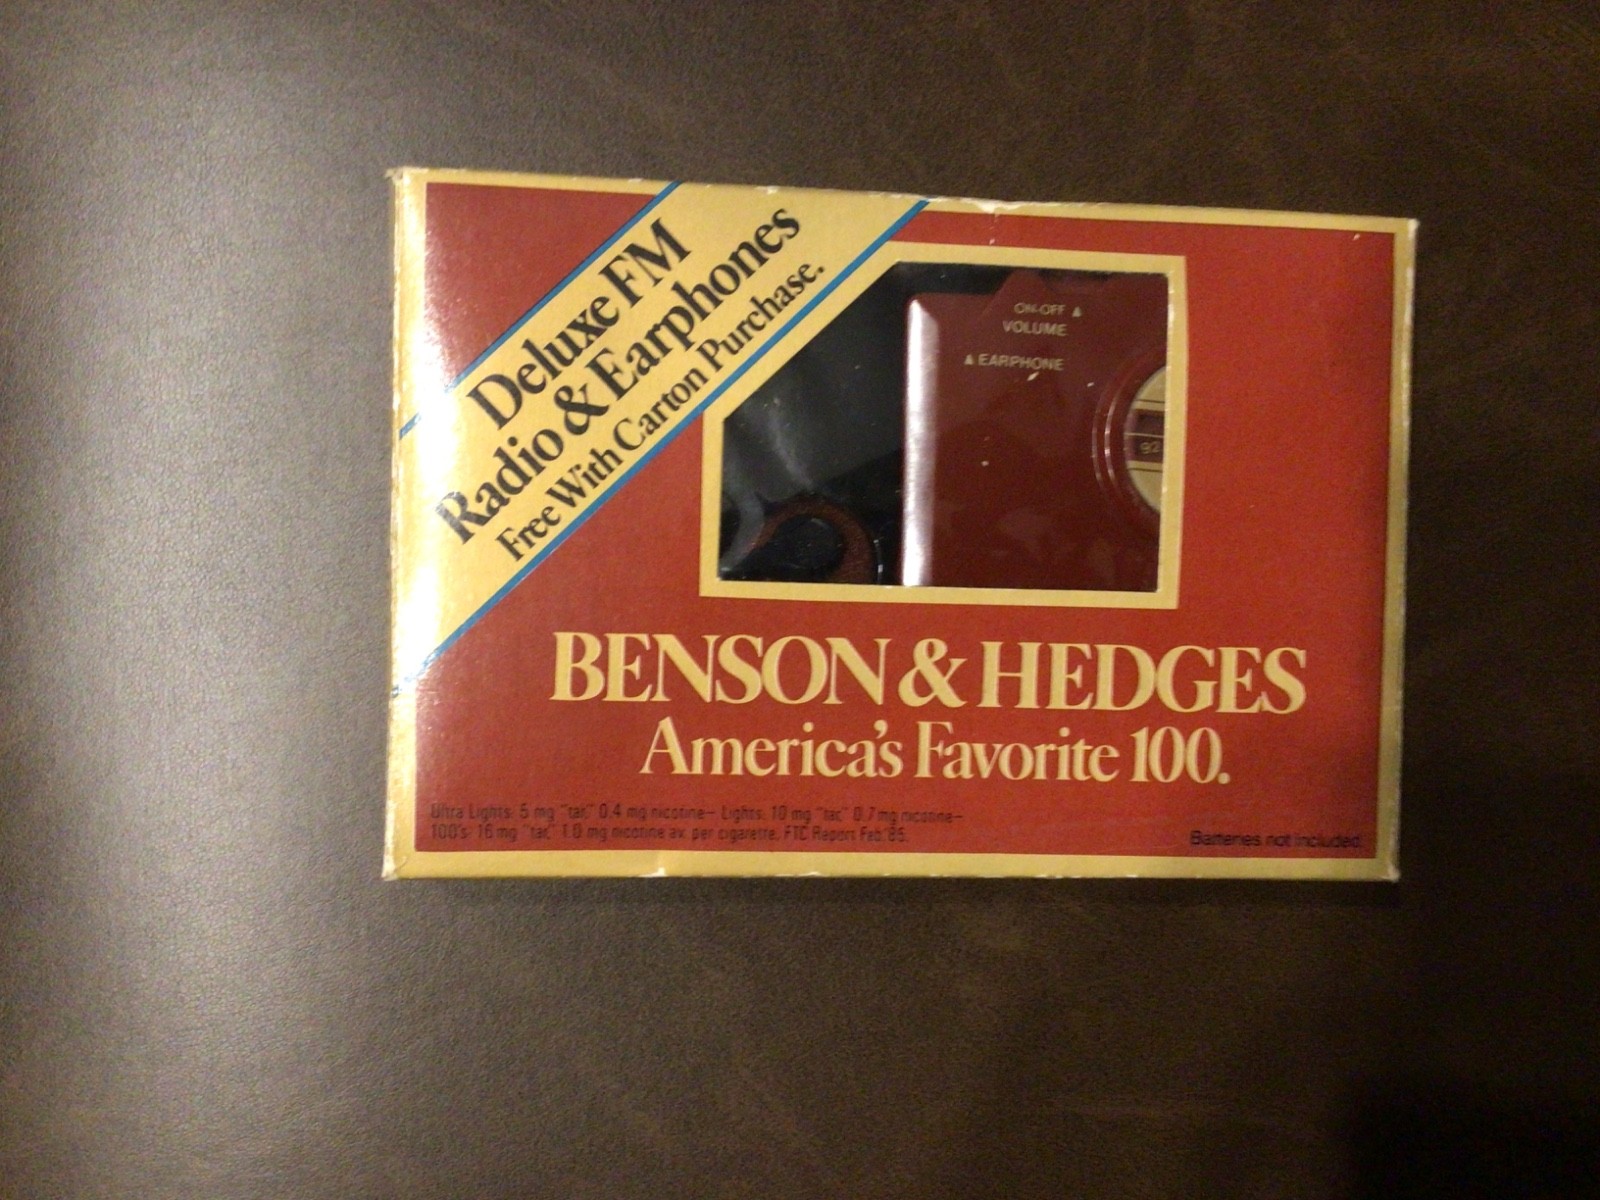 Deluxe FM
Radio & Earphones
Free With Carton Purchase.
ON-OFF ▲
VOLUME
▲ EARPHONE
92
BENSON & HEDGES
America's Favorite 100.
Ultra Lights: 5 mg "tar," 0.4 mg nicotine—Lights: 10 mg "tar," 0.7 mg nicotine—
100's: 16 mg "tar," 1.0 mg nicotine av. per cigarette, FTC Report Feb.'85.
Batteries not included.